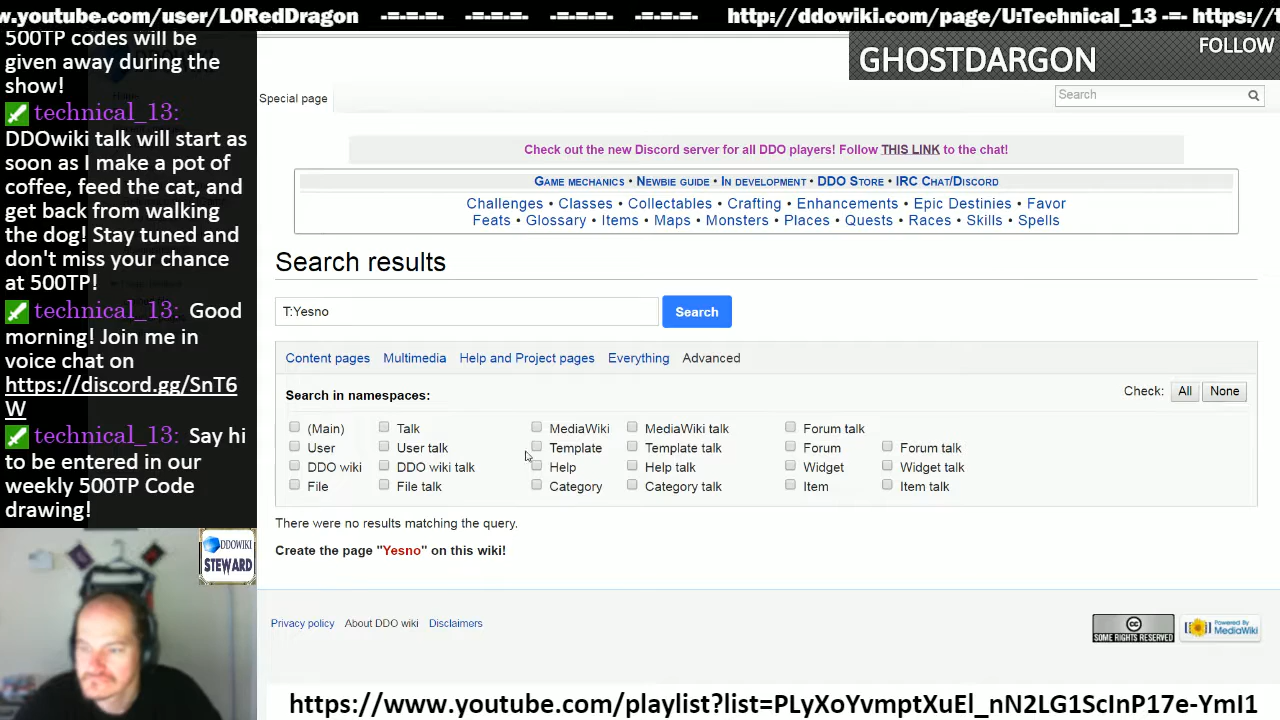 w.youtube.com/user/L0RedDragon -=-=-=- -=-=-=- -=-=-=- -=-=-=- http://ddowiki.com/page/U:Technical_13 -=- https://
500TP codes will be
given away during the
show!
technical_13:
DDOwiki talk will start as
soon as I make a pot of
coffee, feed the cat, and
get back from walking
the dog! Stay tuned and
don't miss your chance
at 500TP!
technical_13: Good
morning! Join me in
voice chat on
https://discord.gg/SnT6
W
technical_13: Say hi
to be entered in our
weekly 500TP Code
drawing!
DDOWIKI
STEWARD
GHOSTDARGON
FOLLOW
Special page
Search
Check out the new Discord server for all DDO players! Follow THIS LINK to the chat!
Game mechanics • Newbie guide • In development • DDO Store • IRC Chat/Discord
Challenges • Classes • Collectables • Crafting • Enhancements • Epic Destinies • Favor
Feats • Glossary • Items • Maps • Monsters • Places • Quests • Races • Skills • Spells
Search results
T:Yesno Search
Content pages Multimedia Help and Project pages Everything Advanced
Search in namespaces: Check: All None
(Main) Talk MediaWiki MediaWiki talk Forum talk
User User talk Template Template talk Forum Forum talk
DDO wiki DDO wiki talk Help Help talk Widget Widget talk
File File talk Category Category talk Item Item talk
There were no results matching the query.
Create the page "Yesno" on this wiki!
Privacy policy About DDO wiki Disclaimers
cc
SOME RIGHTS RESERVED
Powered By
MediaWiki
https://www.youtube.com/playlist?list=PLyXoYvmptXuEl_nN2LG1ScInP17e-YmI1